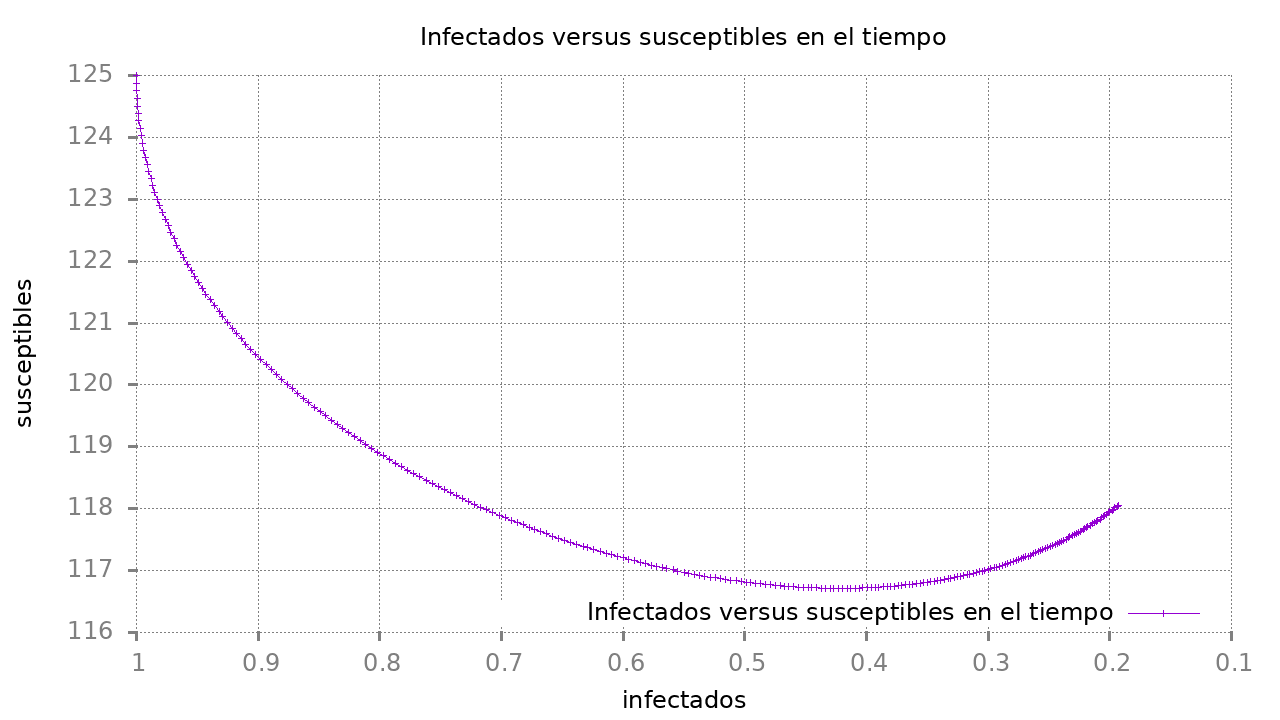 Infectados versus susceptibles en el tiempo
125
124
123
122
121
120
119
118
117
116
susceptibles
Infectados versus susceptibles en el tiempo
1 0.9 0.8 0.7 0.6 0.5 0.4 0.3 0.2 0.1
infectados